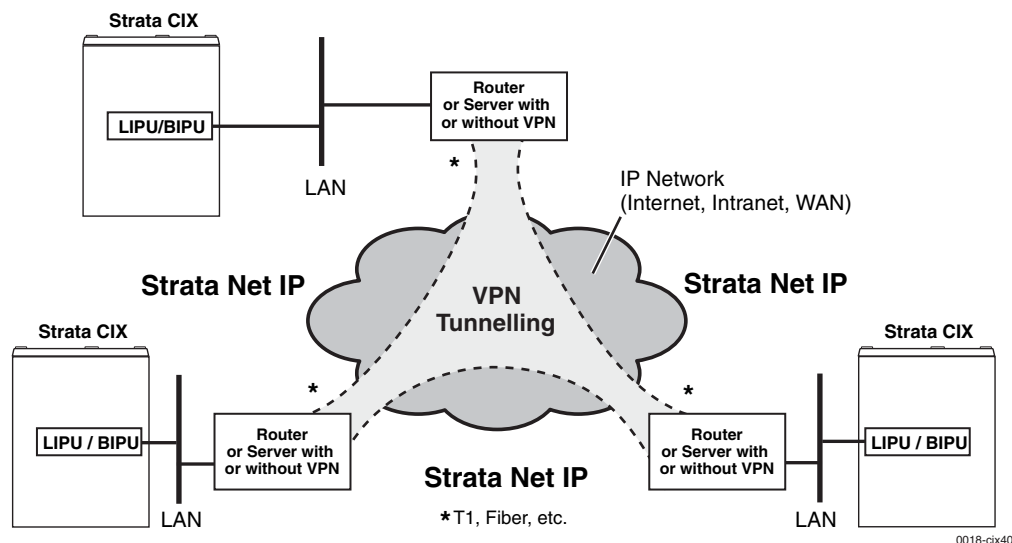 Strata CIX
LIPU/BIPU
LAN
Router
or Server with
or without VPN
*
IP Network
(Internet, Intranet, WAN)
Strata Net IP
VPN
Tunnelling
Strata Net IP
Strata CIX
LIPU / BIPU
LAN
*
Router
or Server with
or without VPN
Strata Net IP
*T1, Fiber, etc.
*
Router
or Server with
or without VPN
LAN
Strata CIX
LIPU / BIPU
0018-cix40